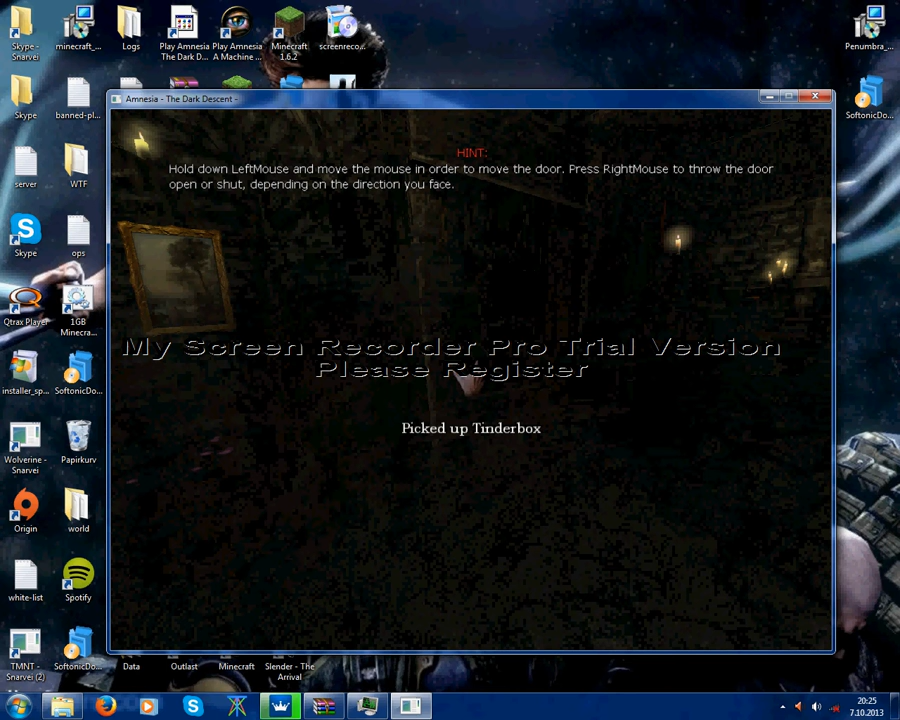 Skype - Snarvei
minecraft_...
Logs
Play Amnesia The Dark D...
Play Amnesia A Machine ...
Minecraft 1.6.2
screenreco...
Penumbra_...
Skype
banned-pl...
SoftonicDo...
Amnesia - The Dark Descent -
HINT:
Hold down LeftMouse and move the mouse in order to move the door. Press RightMouse to throw the door
open or shut, depending on the direction you face.
server
WTF
Skype
ops
Qtrax Player
1GB Minecra...
My Screen Recorder Pro Trial Version
Please Register
installer_sp...
SoftonicDo...
Picked up Tinderbox
Wolverine - Snarvei
Papirkurv
Origin
world
white-list
Spotify
TMNT - Snarvei (2)
SoftonicDo...
Data
Outlast
Minecraft
Slender - The Arrival
20:25
7.10.2013